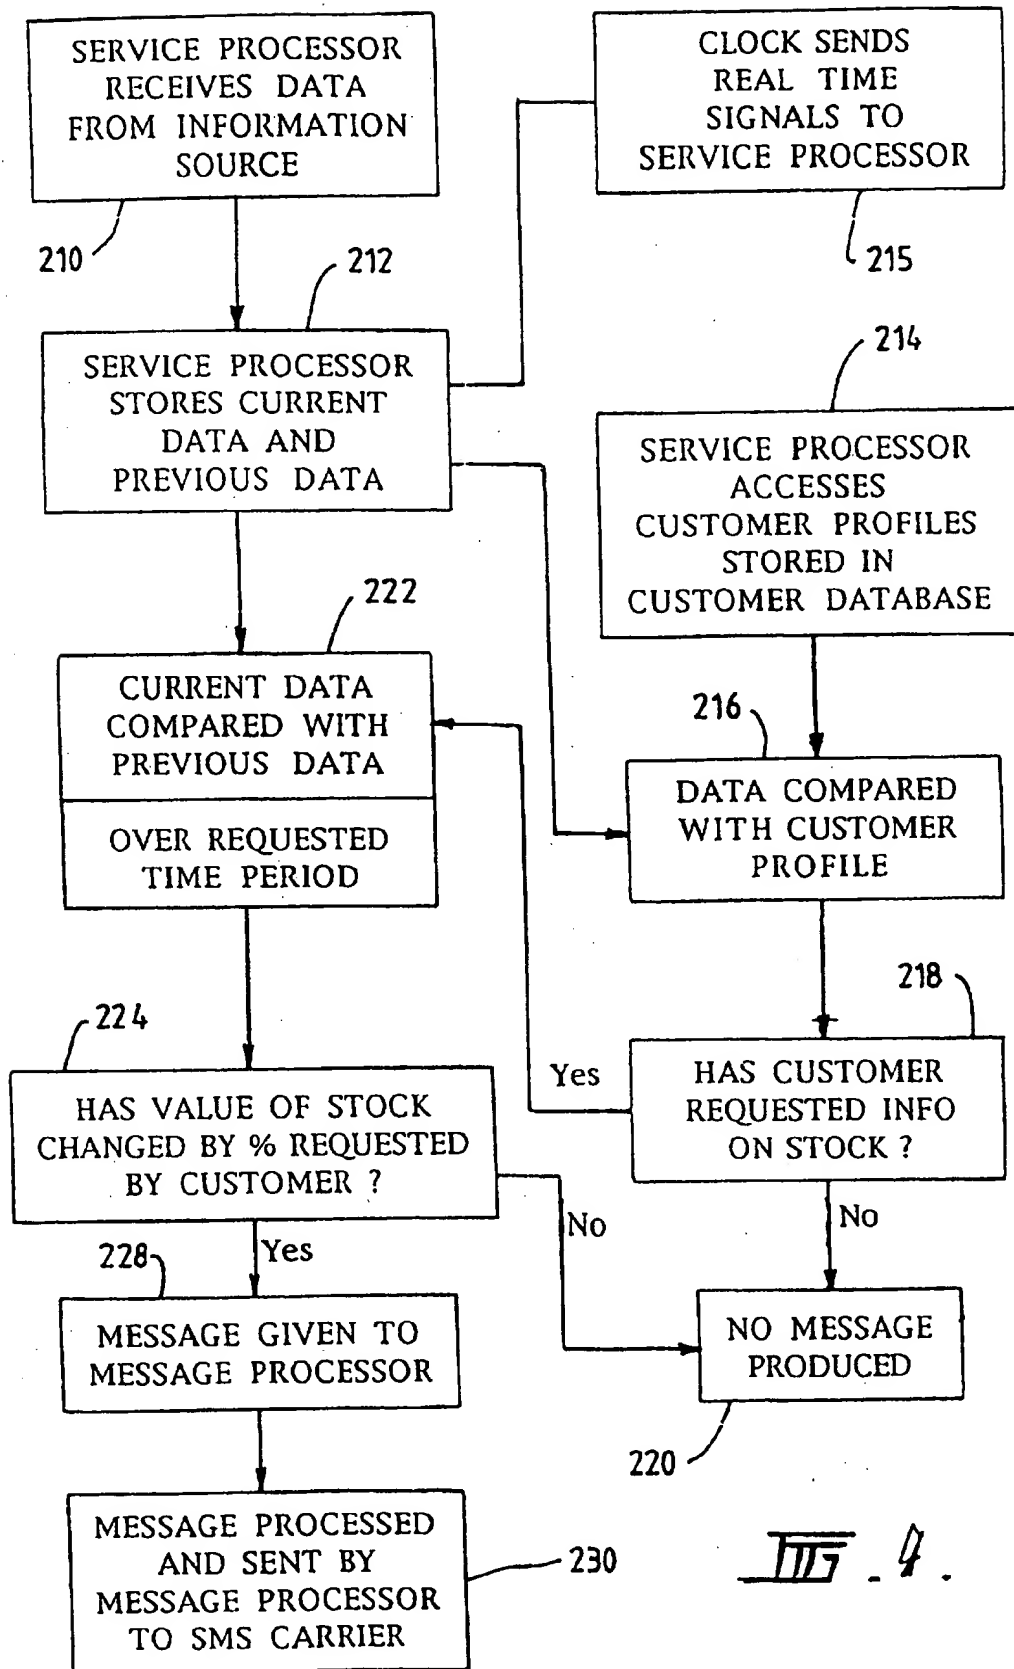 SERVICE PROCESSOR
RECEIVES DATA
FROM INFORMATION
SOURCE
210
CLOCK SENDS
REAL TIME
SIGNALS TO
SERVICE PROCESSOR
215
212
SERVICE PROCESSOR
STORES CURRENT
DATA AND
PREVIOUS DATA
214
SERVICE PROCESSOR
ACCESSES
CUSTOMER PROFILES
STORED IN
CUSTOMER DATABASE
222
CURRENT DATA
COMPARED WITH
PREVIOUS DATA
OVER REQUESTED
TIME PERIOD
216
DATA COMPARED
WITH CUSTOMER
PROFILE
218
HAS CUSTOMER
REQUESTED INFO
ON STOCK ?
Yes
No
224
HAS VALUE OF STOCK
CHANGED BY % REQUESTED
BY CUSTOMER ?
No
Yes
228
MESSAGE GIVEN TO
MESSAGE PROCESSOR
NO MESSAGE
PRODUCED
220
MESSAGE PROCESSED
AND SENT BY
MESSAGE PROCESSOR
TO SMS CARRIER
230
FIG . 9 .